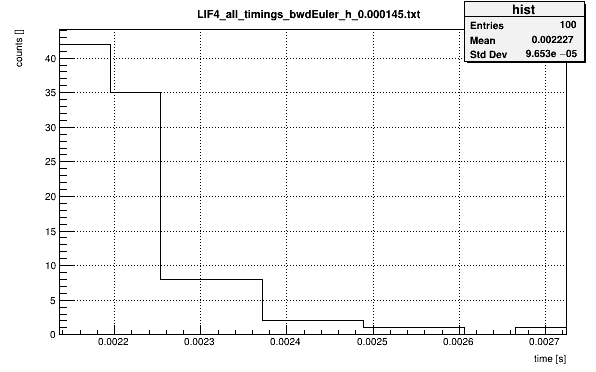 LIF4_all_timings_bwdEuler_h_0.000145.txt
hist
Entries 100
Mean 0.002227
Std Dev 9.653e −05
counts []
40
35
30
25
20
15
10
5
0
0.0022 0.0023 0.0024 0.0025 0.0026 0.0027
time [s]